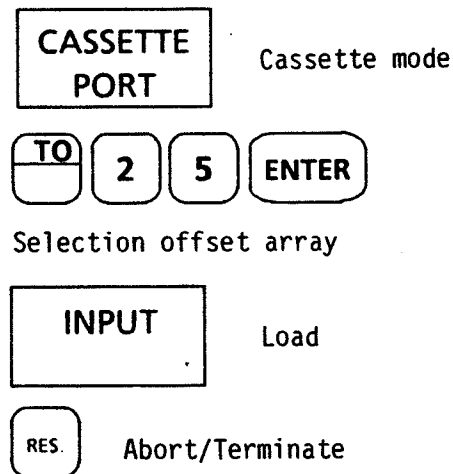 CASSETTE
PORT
Cassette mode
TO 2 5 ENTER
Selection offset array
INPUT
Load
RES. Abort/Terminate